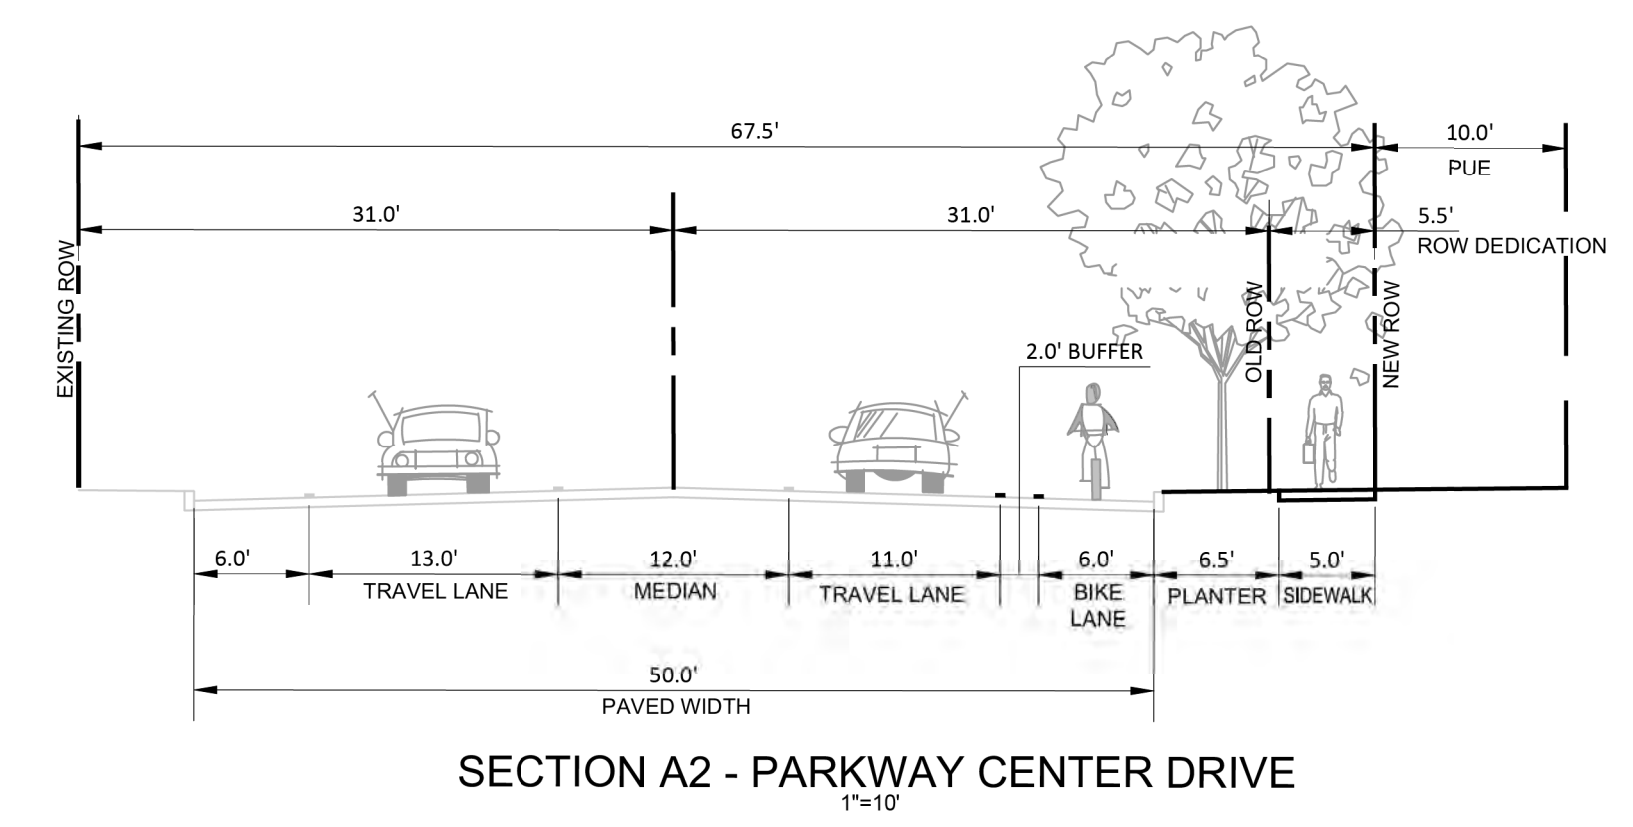 67.5'
10.0'
PUE
31.0'
31.0'
5.5'
ROW DEDICATION
EXISTING ROW
OLD ROW
NEW ROW
2.0' BUFFER
6.0'
13.0'
12.0'
11.0'
6.0'
6.5'
5.0'
TRAVEL LANE
MEDIAN
TRAVEL LANE
BIKE
LANE
PLANTER
SIDEWALK
50.0'
PAVED WIDTH
SECTION A2 - PARKWAY CENTER DRIVE
1"=10'